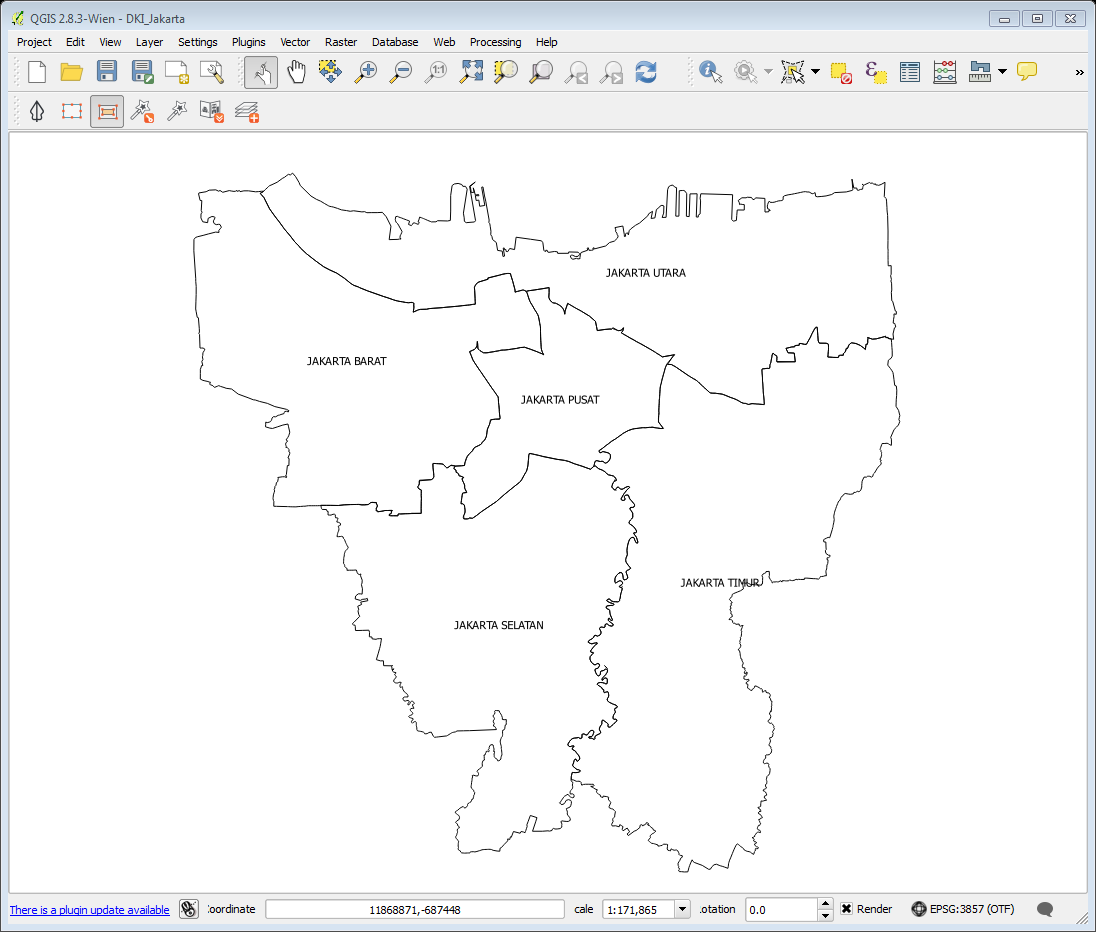 QGIS 2.8.3-Wien - DKI_Jakarta
Project Edit View Layer Settings Plugins Vector Raster Database Web Processing Help
1:1
ε
»
JAKARTA UTARA
JAKARTA BARAT
JAKARTA PUSAT
JAKARTA TIMUR
JAKARTA SELATAN
There is a plugin update available :oordinate 11868871,-687448 cale 1:171,865 .otation 0.0 Render EPSG:3857 (OTF)